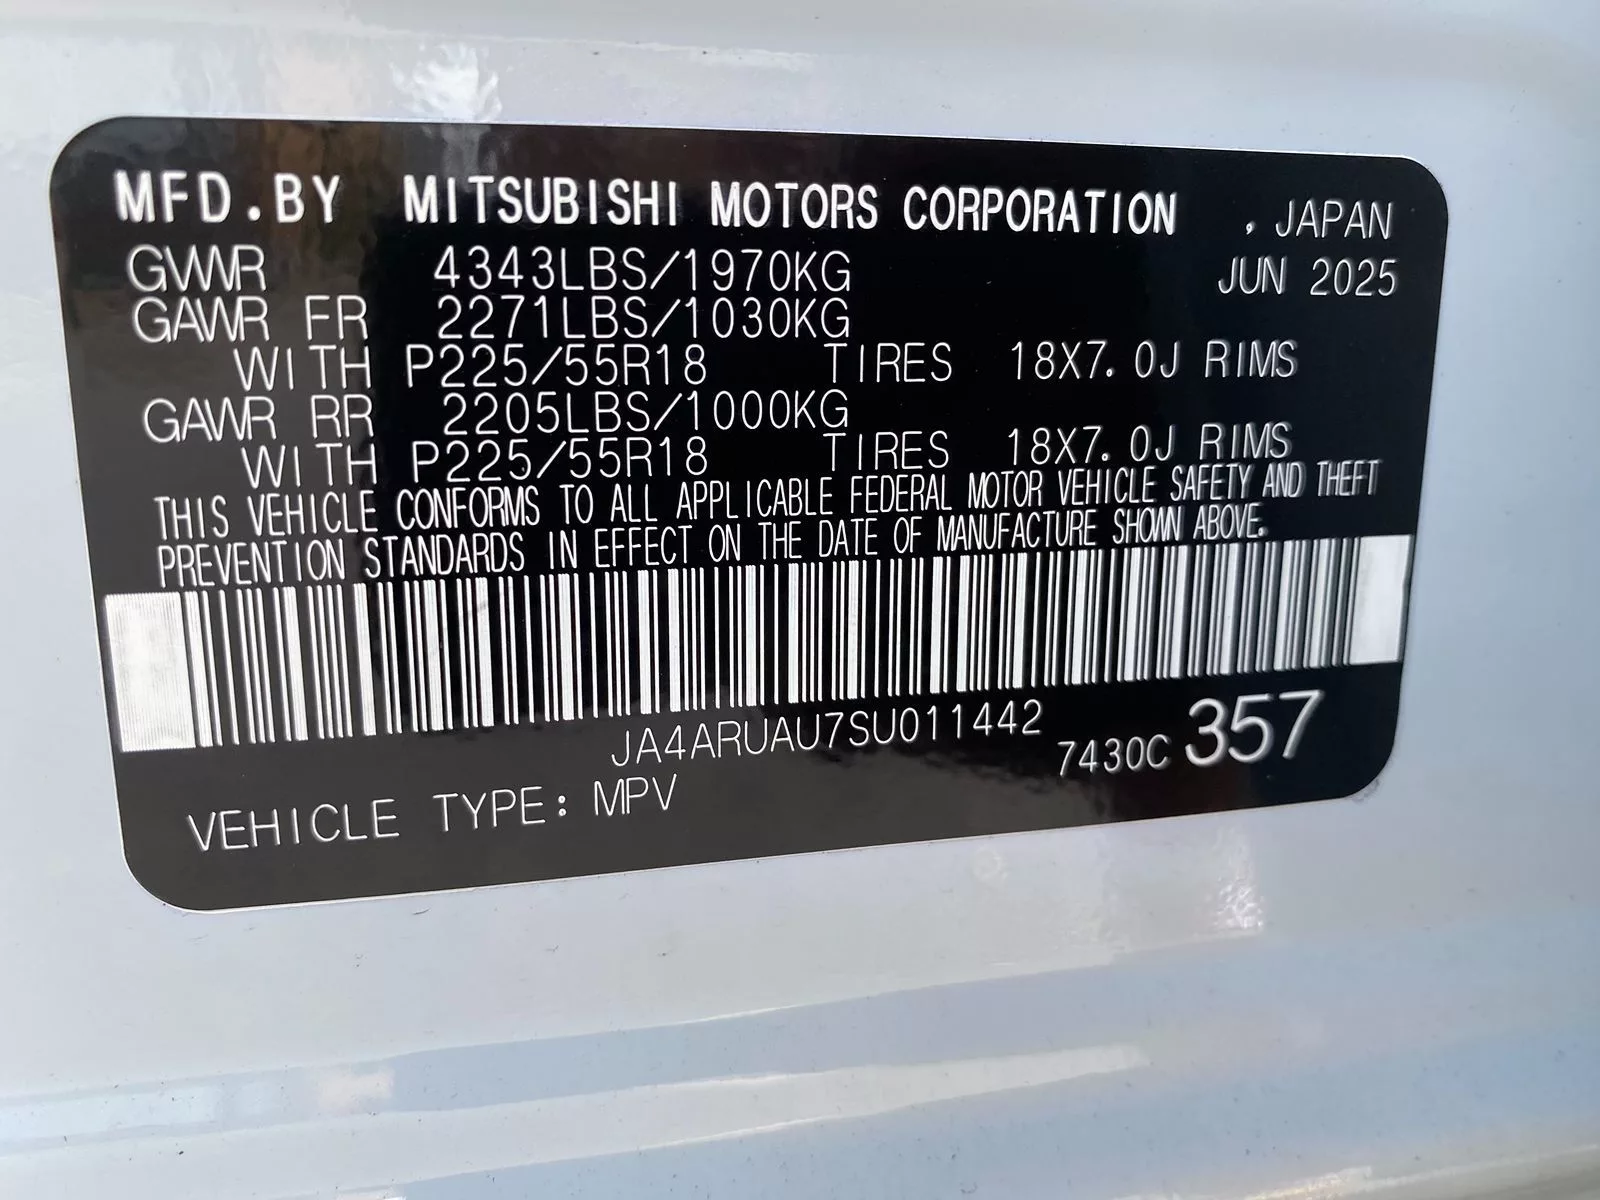 MFD.BY MITSUBISHI MOTORS CORPORATION , JAPAN
GVWR 4343LBS/1970KG JUN 2025
GAWR FR 2271LBS/1030KG
WITH P225/55R18 TIRES 18X7.0J RIMS
GAWR RR 2205LBS/1000KG
WITH P225/55R18 TIRES 18X7.0J RIMS
THIS VEHICLE CONFORMS TO ALL APPLICABLE FEDERAL MOTOR VEHICLE SAFETY AND THEFT
PREVENTION STANDARDS IN EFFECT ON THE DATE OF MANUFACTURE SHOWN ABOVE.
JA4ARUAU7SU011442 7430C 357
VEHICLE TYPE: MPV